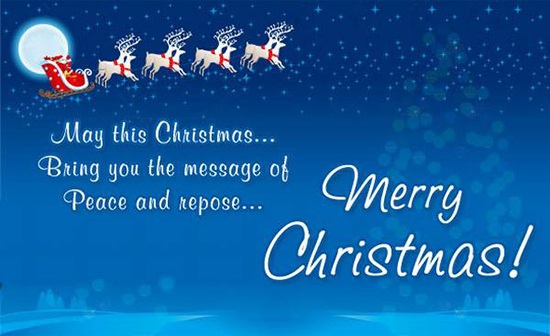 May this Christmas...
Bring you the message of
Peace and repose...
Merry
Christmas!